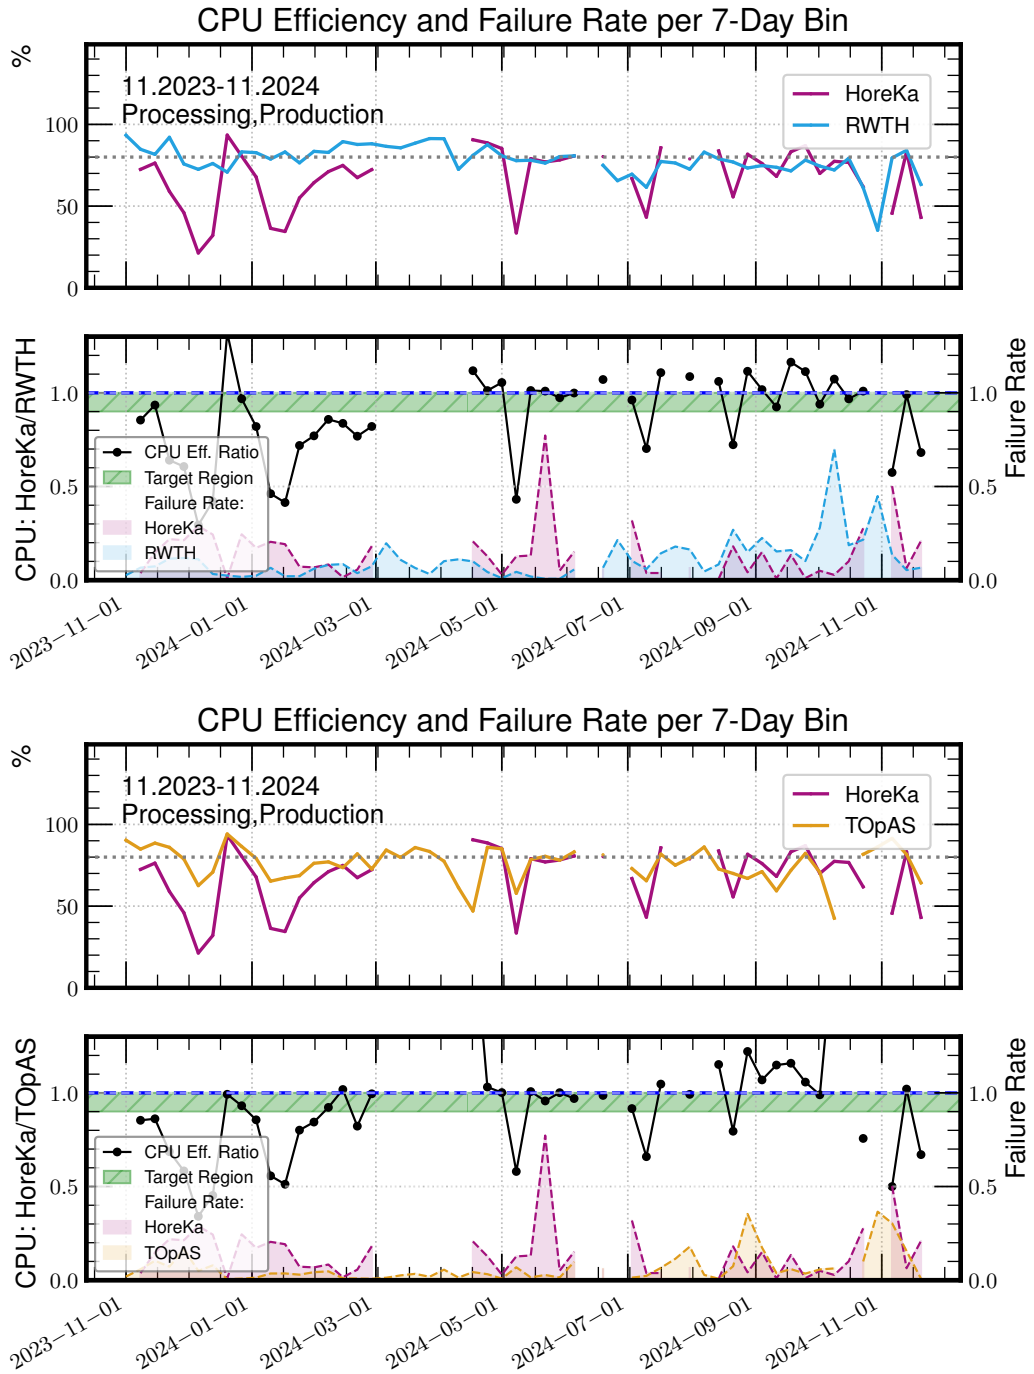 CPU Efficiency and Failure Rate per 7-Day Bin
%
11.2023-11.2024
Processing,Production
HoreKa
RWTH
100
50
0
CPU: HoreKa/RWTH
Failure Rate
1.0
0.5
0.0
1.0
0.5
0.0
CPU Eff. Ratio
Target Region
Failure Rate:
HoreKa
RWTH
2023−11−01
2024−01−01
2024−03−01
2024−05−01
2024−07−01
2024−09−01
2024−11−01
CPU Efficiency and Failure Rate per 7-Day Bin
%
11.2023-11.2024
Processing,Production
HoreKa
TOpAS
100
50
0
CPU: HoreKa/TOpAS
Failure Rate
1.0
0.5
0.0
1.0
0.5
0.0
CPU Eff. Ratio
Target Region
Failure Rate:
HoreKa
TOpAS
2023−11−01
2024−01−01
2024−03−01
2024−05−01
2024−07−01
2024−09−01
2024−11−01